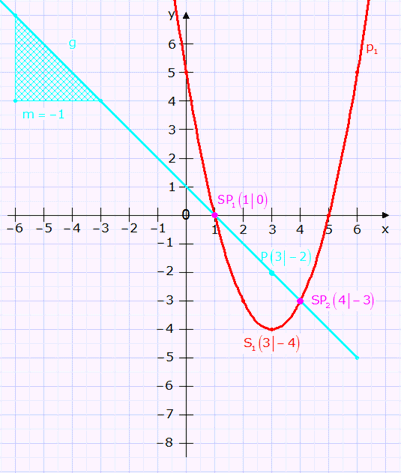 y
g
p₁
6
5
4
m = −1
3
2
1
SP₁(1|0)
−6 −5 −4 −3 −2 −1 0 1 2 3 4 5 6 x
−1
P(3|−2)
−2
−3
SP₂(4|−3)
S₁(3|−4)
−4
−5
−6
−7
−8